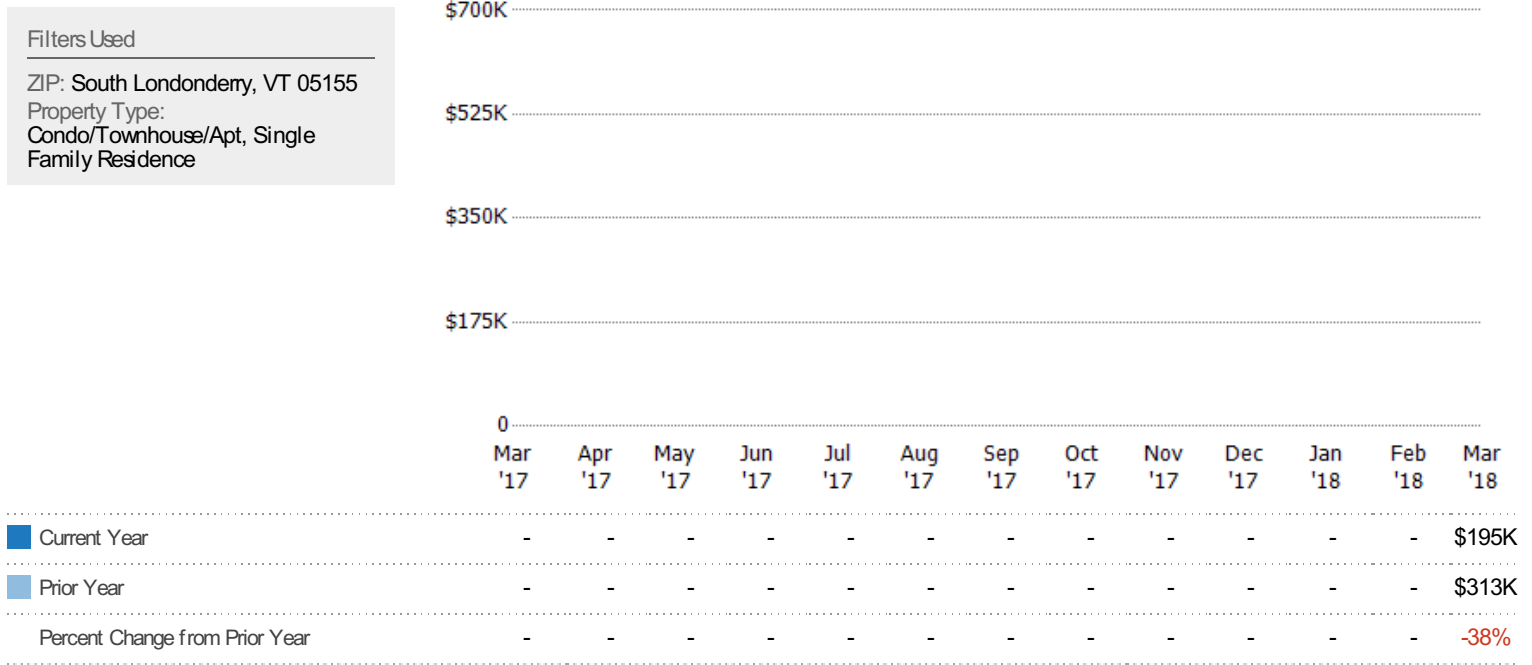 Filters Used
ZIP: South Londonderry, VT 05155
Property Type:
Condo/Townhouse/Apt, Single
Family Residence
$700K
$525K
$350K
$175K
0
Mar Apr May Jun Jul Aug Sep Oct Nov Dec Jan Feb Mar
'17 '17 '17 '17 '17 '17 '17 '17 '17 '17 '18 '18 '18
Current Year - - - - - - - - - - - - $195K
Prior Year - - - - - - - - - - - - $313K
Percent Change from Prior Year - - - - - - - - - - - - -38%